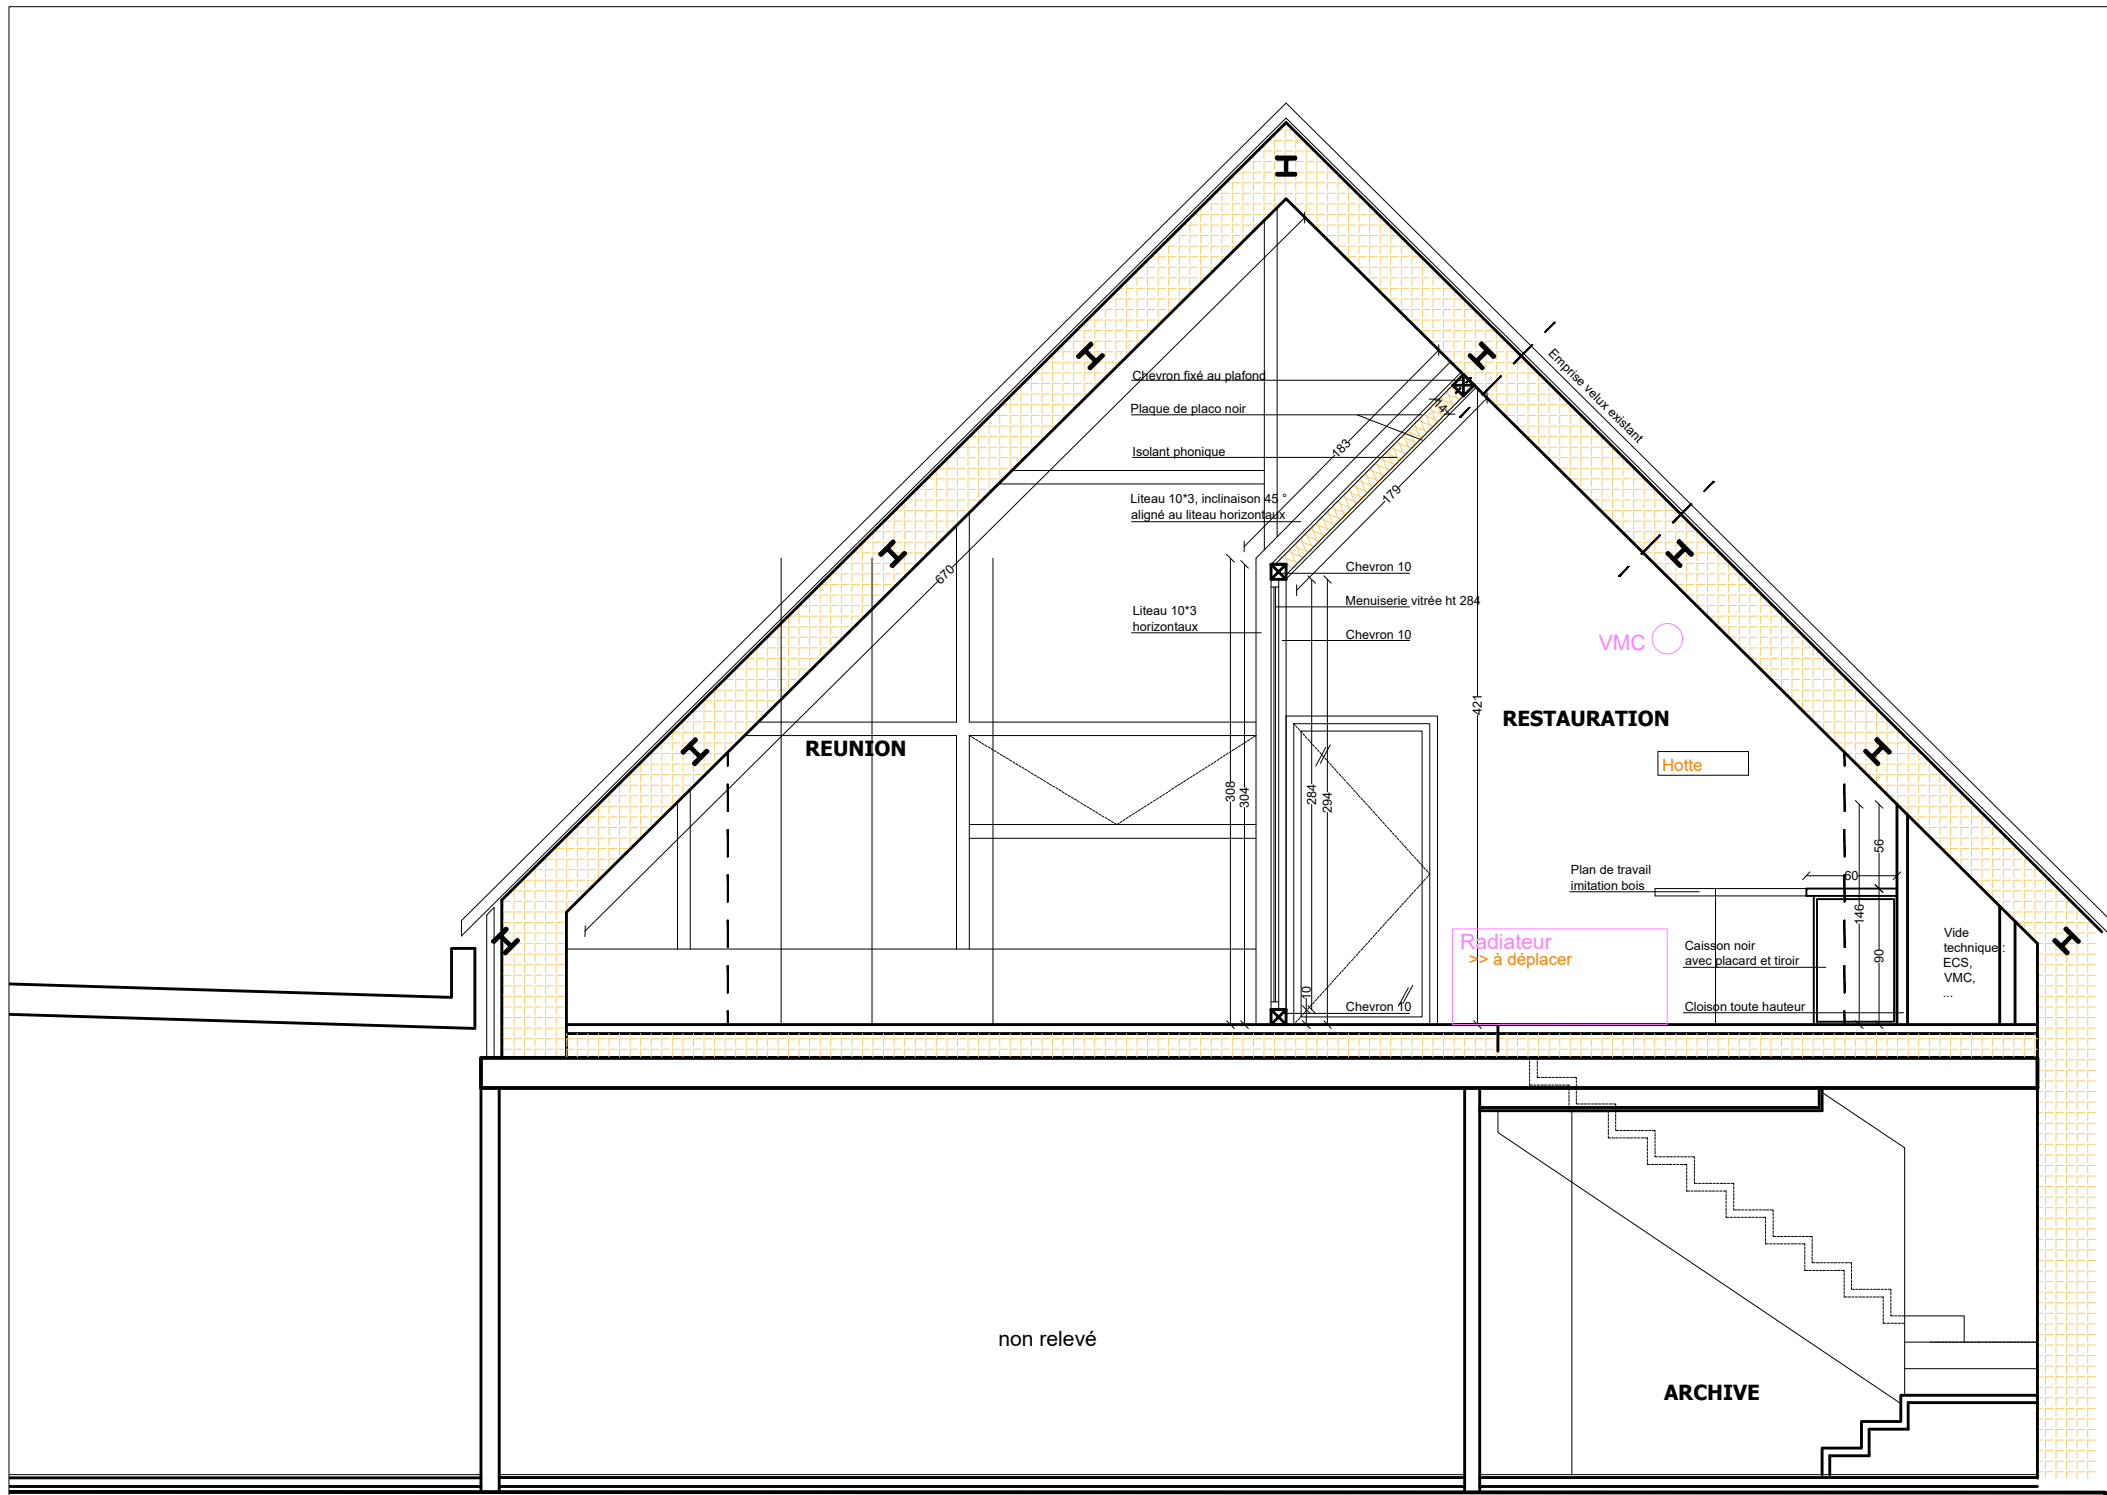 Emprise velux existant
Chevron fixé au plafond
Plaque de placo noir
14
183
Isolant phonique
179
Liteau 10*3, inclinaison 45 °
aligné au liteau horizontaux
670
Chevron 10
Menuiserie vitrée ht 284
Liteau 10*3
horizontaux
Chevron 10
VMC
421
RESTAURATION
REUNION
Hotte
308
304
284
294
56
Plan de travail
imitation bois
60
146
90
Radiateur
>> à déplacer
Caisson noir
avec placard et tiroir
Vide
technique :
ECS,
VMC,
...
10
Chevron 10
Cloison toute hauteur
non relevé
ARCHIVE